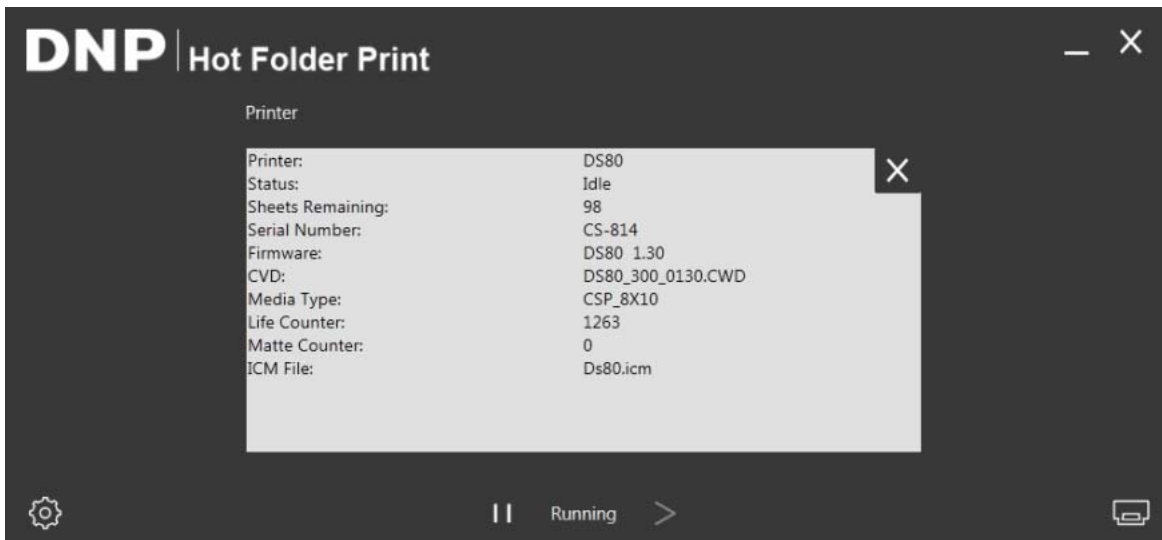 DNP Hot Folder Print
Printer
Printer: DS80
Status: Idle
Sheets Remaining: 98
Serial Number: CS-814
Firmware: DS80 1.30
CVD: DS80_300_0130.CWD
Media Type: CSP_8X10
Life Counter: 1263
Matte Counter: 0
ICM File: Ds80.icm
Running